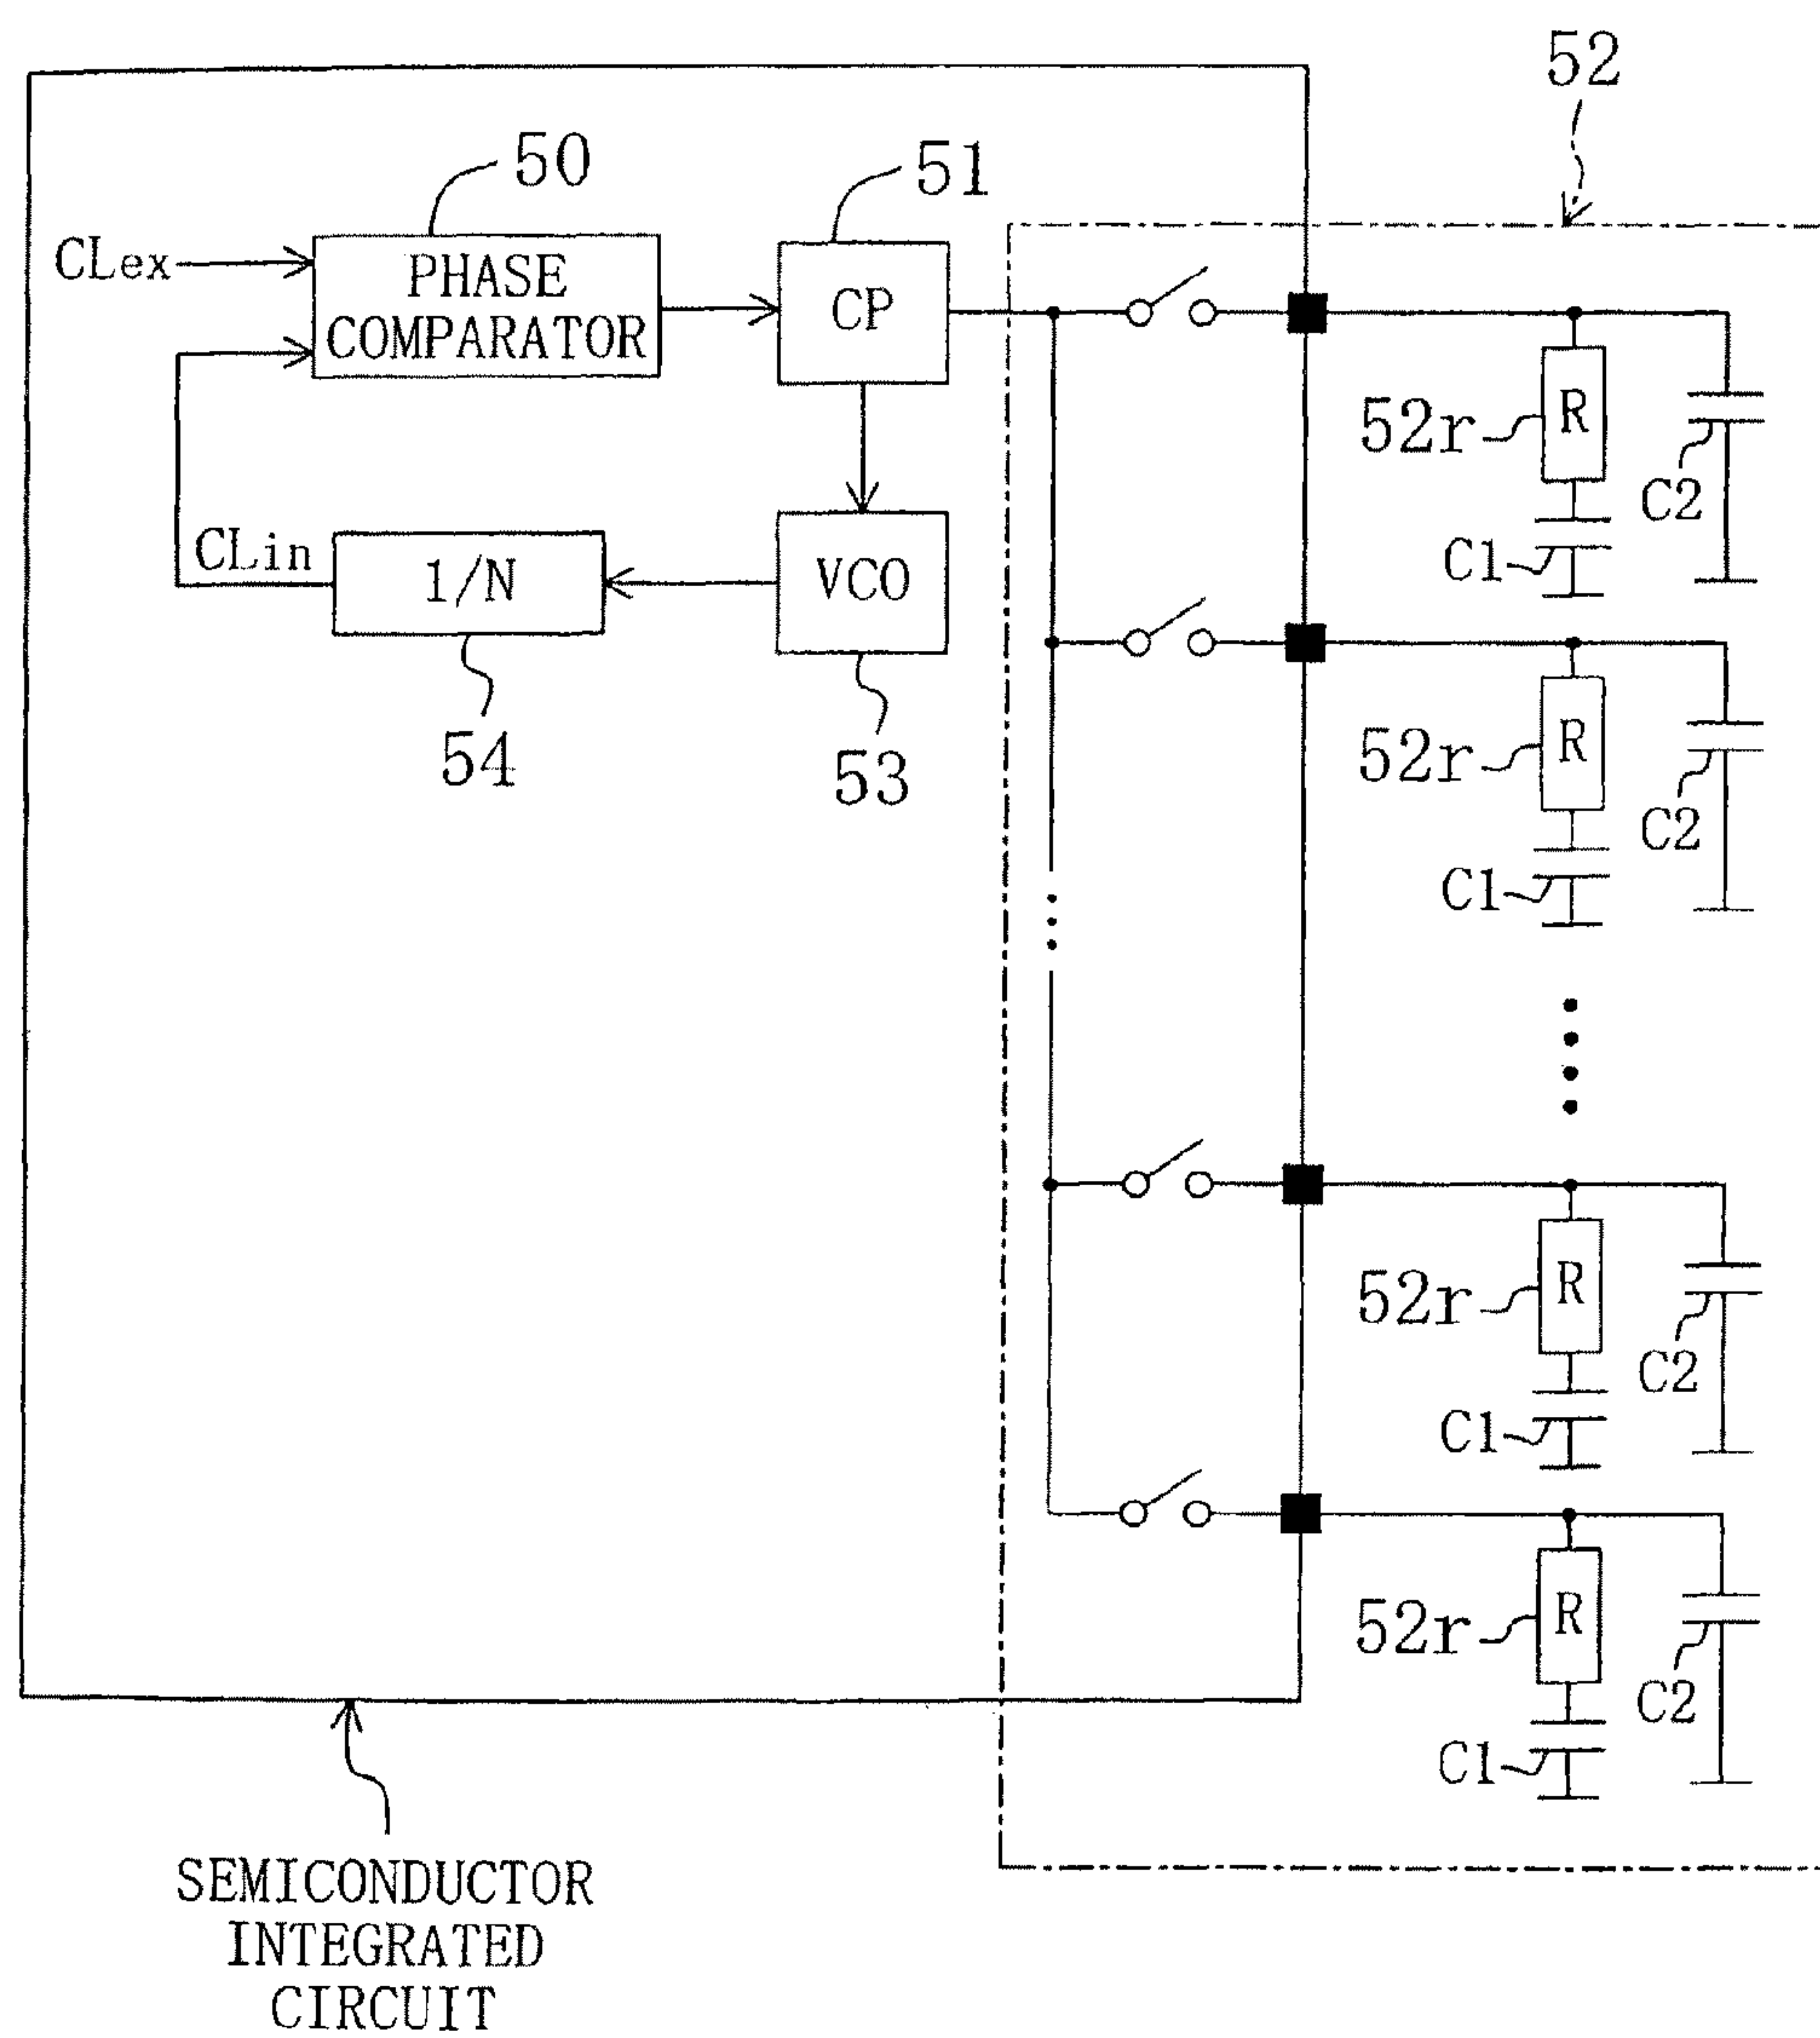 52
50
51
CLex
PHASE
COMPARATOR
CP
52r
R
C2
C1
CLin
1/N
VCO
54
53
52r
R
C2
C1
52r
R
C2
C1
52r
R
C2
C1
SEMICONDUCTOR
INTEGRATED
CIRCUIT